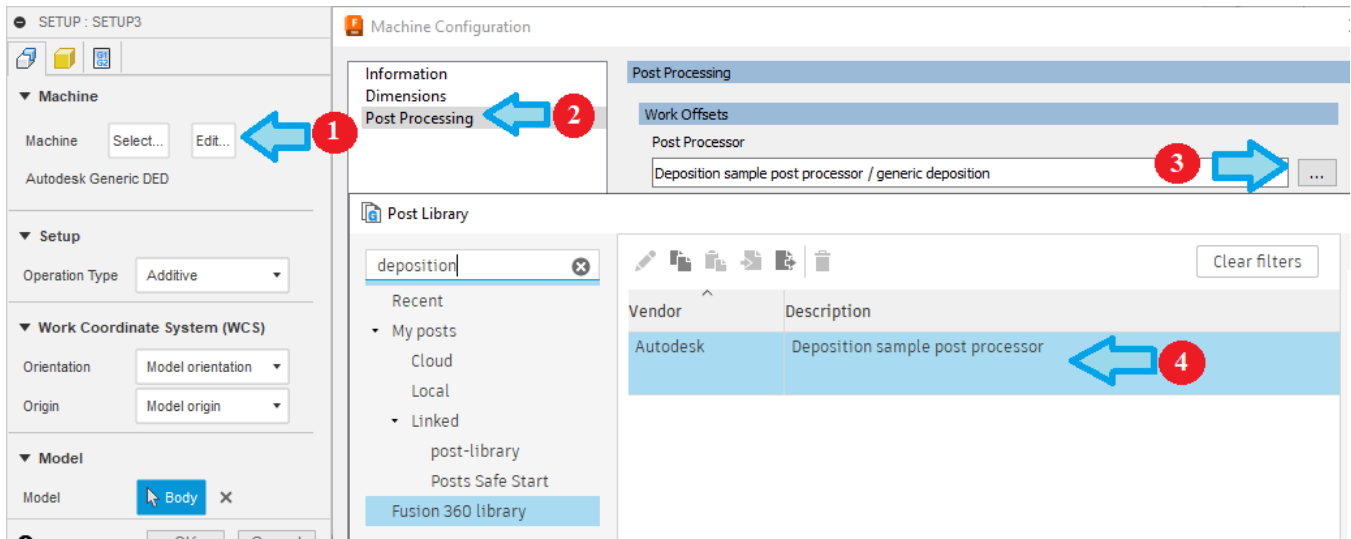 SETUP : SETUP3
Machine
Machine Select... Edit...
1
Autodesk Generic DED
Setup
Operation Type Additive
Work Coordinate System (WCS)
Orientation Model orientation
Origin Model origin
Model
Model Body
Machine Configuration
Information
Dimensions
Post Processing
2
Post Processing
Work Offsets
Post Processor
Deposition sample post processor / generic deposition
3
...
Post Library
deposition
Recent
My posts
Cloud
Local
Linked
post-library
Posts Safe Start
Fusion 360 library
Clear filters
Vendor Description
Autodesk Deposition sample post processor
4